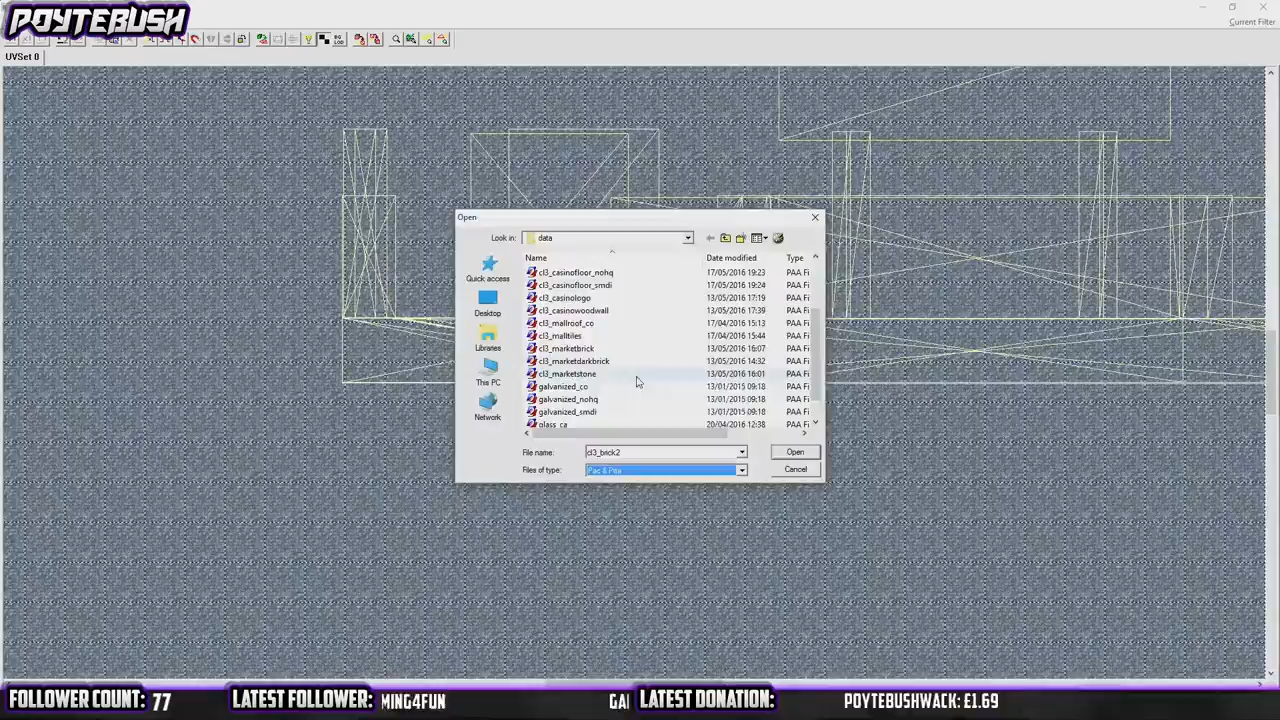 POYTEBUSH
Current Filter
UVSet 0
Open
Look in: data
Name Date modified Type
Quick access
Desktop
Libraries
This PC
Network
cl3_casinofloor_nohq 17/05/2016 19:23 PAA Fi
cl3_casinofloor_smdi 17/05/2016 19:24 PAA Fi
cl3_casinologo 13/05/2016 17:19 PAA Fi
cl3_casinowoodwall 13/05/2016 17:39 PAA Fi
cl3_mallroof_co 17/04/2016 15:13 PAA Fi
cl3_malltiles 17/04/2016 15:44 PAA Fi
cl3_marketbrick 13/05/2016 16:07 PAA Fi
cl3_marketdarkbrick 13/05/2016 14:32 PAA Fi
cl3_marketstone 13/05/2016 16:01 PAA Fi
galvanized_co 13/01/2015 09:18 PAA Fi
galvanized_nohq 13/01/2015 09:18 PAA Fi
galvanized_smdi 13/01/2015 09:18 PAA Fi
glass_ca 20/04/2016 12:38 PAA Fi
File name: cl3_brick2 Open
Files of type: Pac & Paa Cancel
FOLLOWER COUNT: 77 LATEST FOLLOWER: MING4FUN GAI LATEST DONATION: POYTEBUSHWACK: £1.69